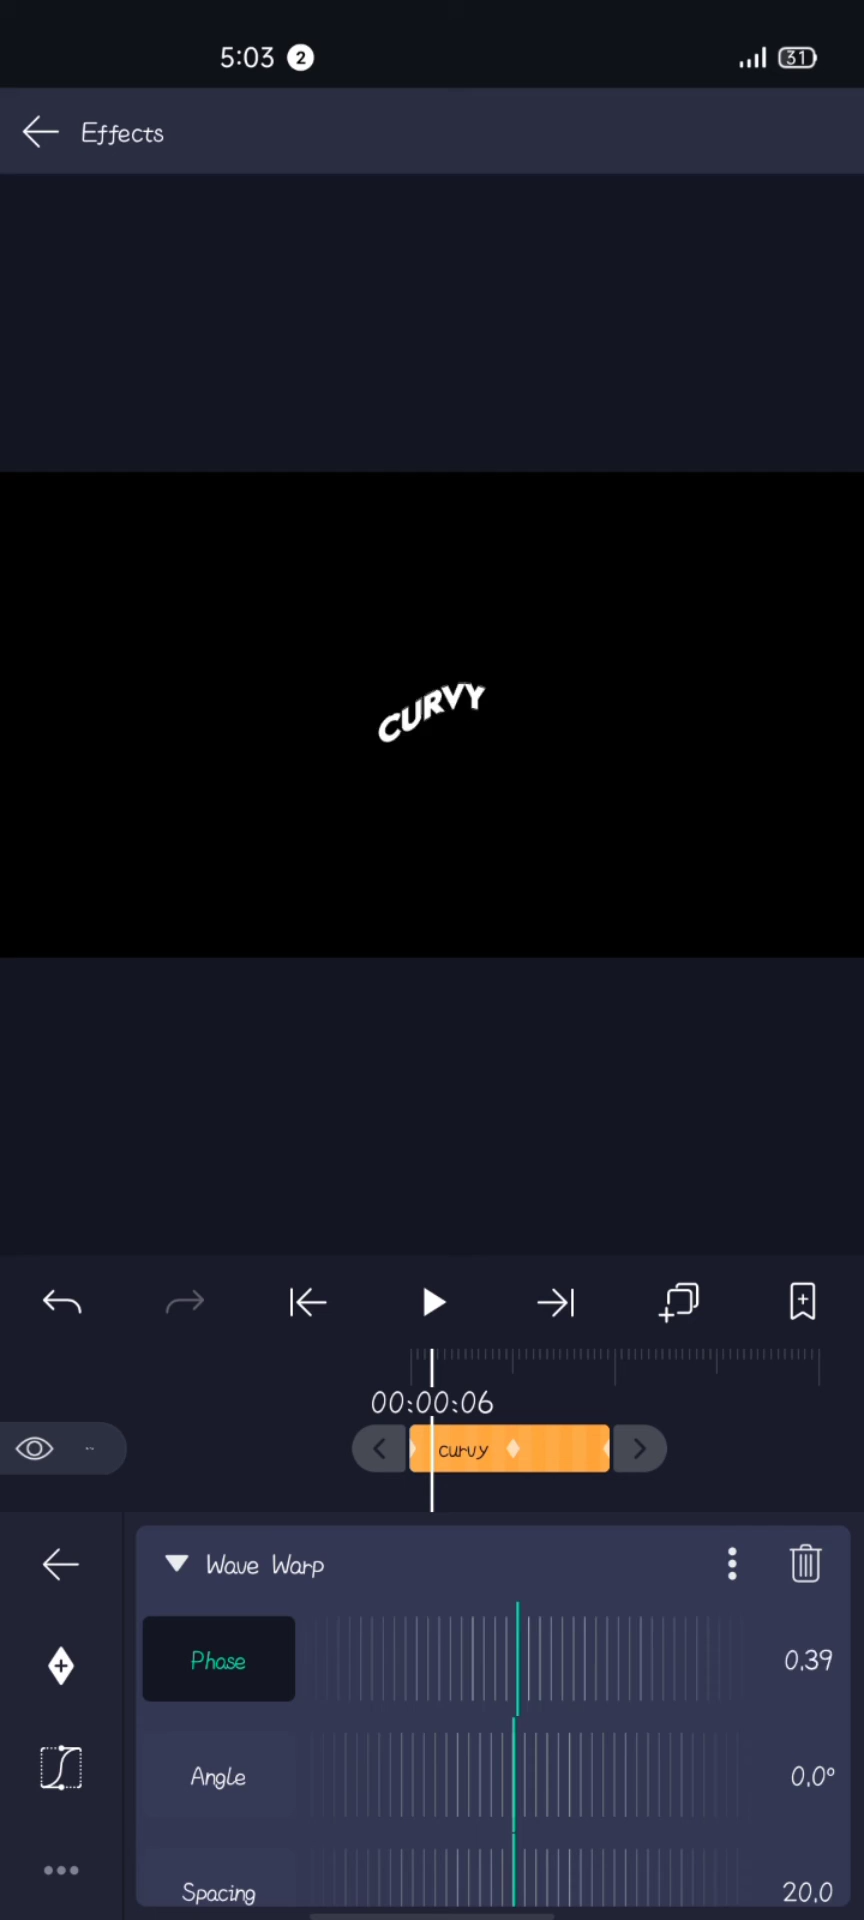 5:03 2 31
Effects
CURVY
00:00:06
curvy
Wave Warp
Phase 0.39
Angle 0.0°
Spacing 20.0